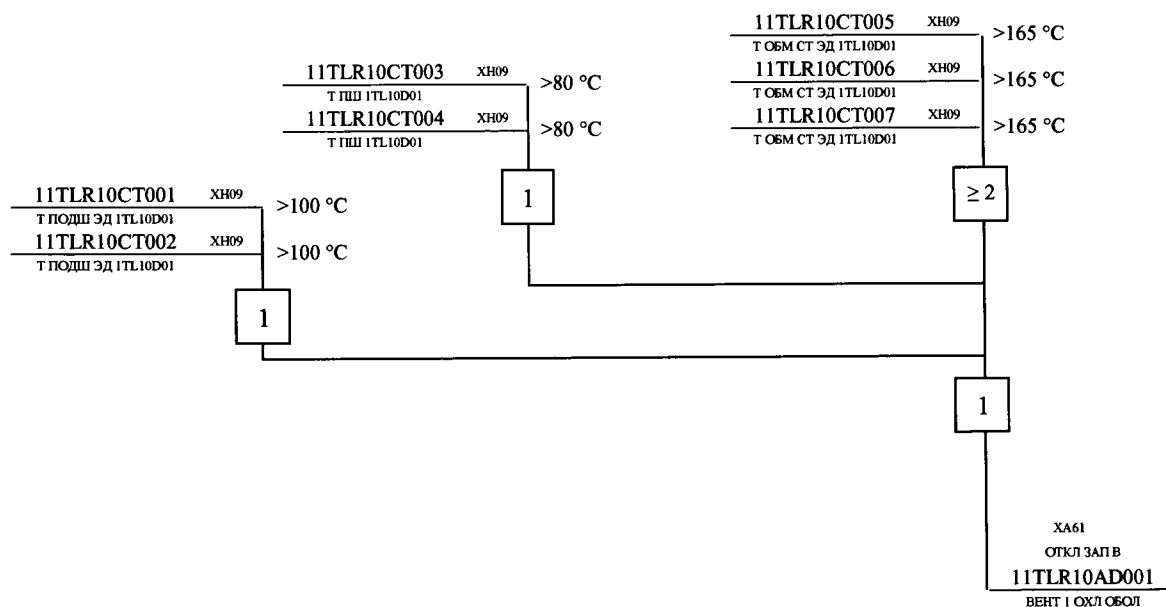 11TLR10CT005 XH09 >165 °C
Т ОБМ СТ ЭД 1TL10D01
11TLR10CT006 XH09 >165 °C
Т ОБМ СТ ЭД 1TL10D01
11TLR10CT007 XH09 >165 °C
Т ОБМ СТ ЭД 1TL10D01
≥ 2
11TLR10CT003 XH09 >80 °C
Т ПШ 1TL10D01
11TLR10CT004 XH09 >80 °C
Т ПШ 1TL10D01
1
11TLR10CT001 XH09 >100 °C
Т ПОДШ ЭД 1TL10D01
11TLR10CT002 XH09 >100 °C
Т ПОДШ ЭД 1TL10D01
1
1
XA61
ОТКЛ ЗАП В
11TLR10AD001
ВЕНТ 1 ОХЛ ОБОЛ